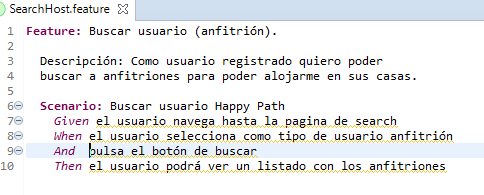 SearchHost.feature
1 Feature: Buscar usuario (anfitrión).
2
3 Descripción: Como usuario registrado quiero poder
4 buscar a anfitriones para poder alojarme en sus casas.
5
6 Scenario: Buscar usuario Happy Path
7 Given el usuario navega hasta la pagina de search
8 When el usuario selecciona como tipo de usuario anfitrión
9 And pulsa el botón de buscar
10 Then el usuario podrá ver un listado con los anfitriones